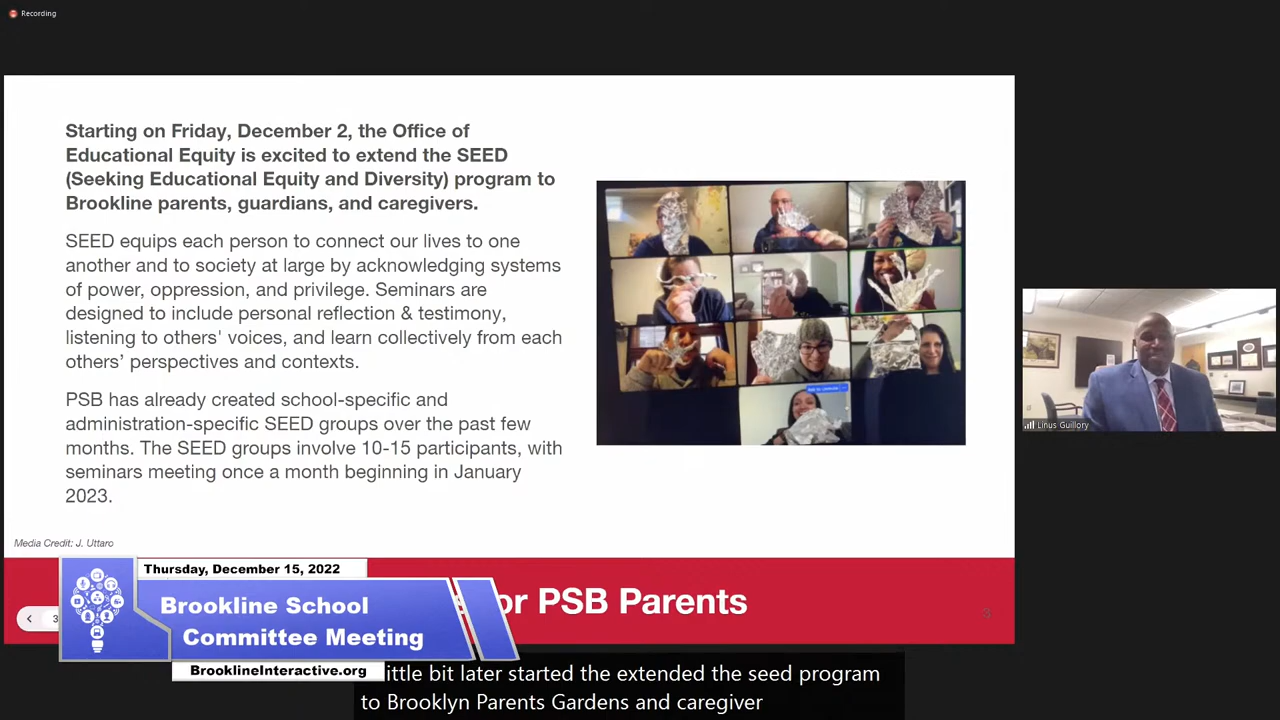 Recording
Starting on Friday, December 2, the Office of
Educational Equity is excited to extend the SEED
(Seeking Educational Equity and Diversity) program to
Brookline parents, guardians, and caregivers.
SEED equips each person to connect our lives to one
another and to society at large by acknowledging systems
of power, oppression, and privilege. Seminars are
designed to include personal reflection & testimony,
listening to others' voices, and learn collectively from each
others’ perspectives and contexts.
PSB has already created school-specific and
administration-specific SEED groups over the past few
months. The SEED groups involve 10-15 participants, with
seminars meeting once a month beginning in January
2023.
Linus Guillory
Media Credit: J. Uttaro
Thursday, December 15, 2022
Brookline School
Committee Meeting
BrooklineInteractive.org
or PSB Parents
3
3
ittle bit later started the extended the seed program
to Brooklyn Parents Gardens and caregiver